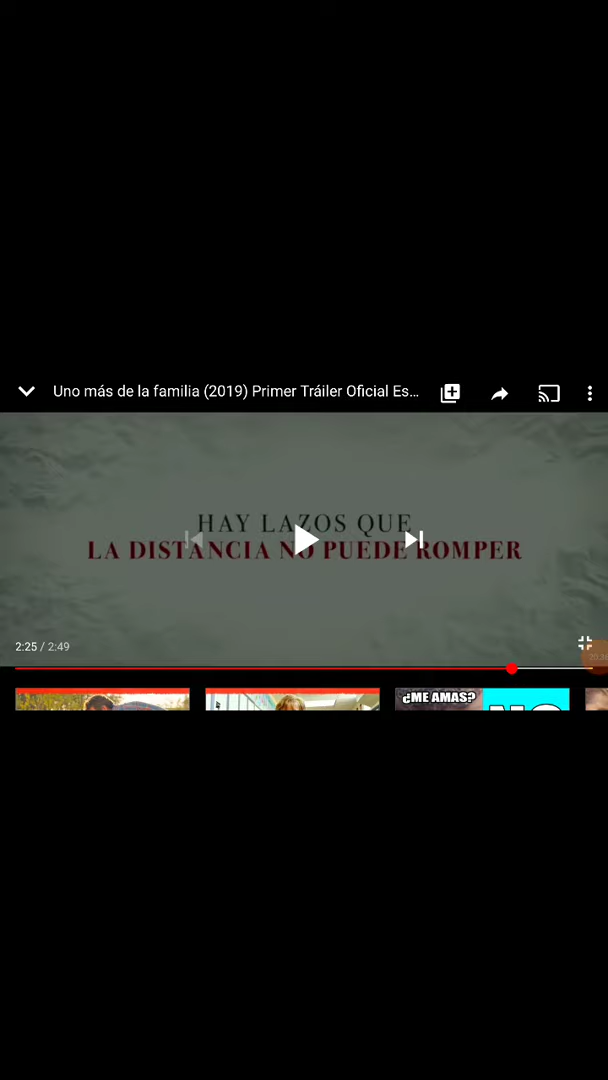 Uno más de la familia (2019) Primer Tráiler Oficial Es...
HAY LAZOS QUE
LA DISTANCIA NO PUEDE ROMPER
2:25 / 2:49
¿ME AMAS?
NO